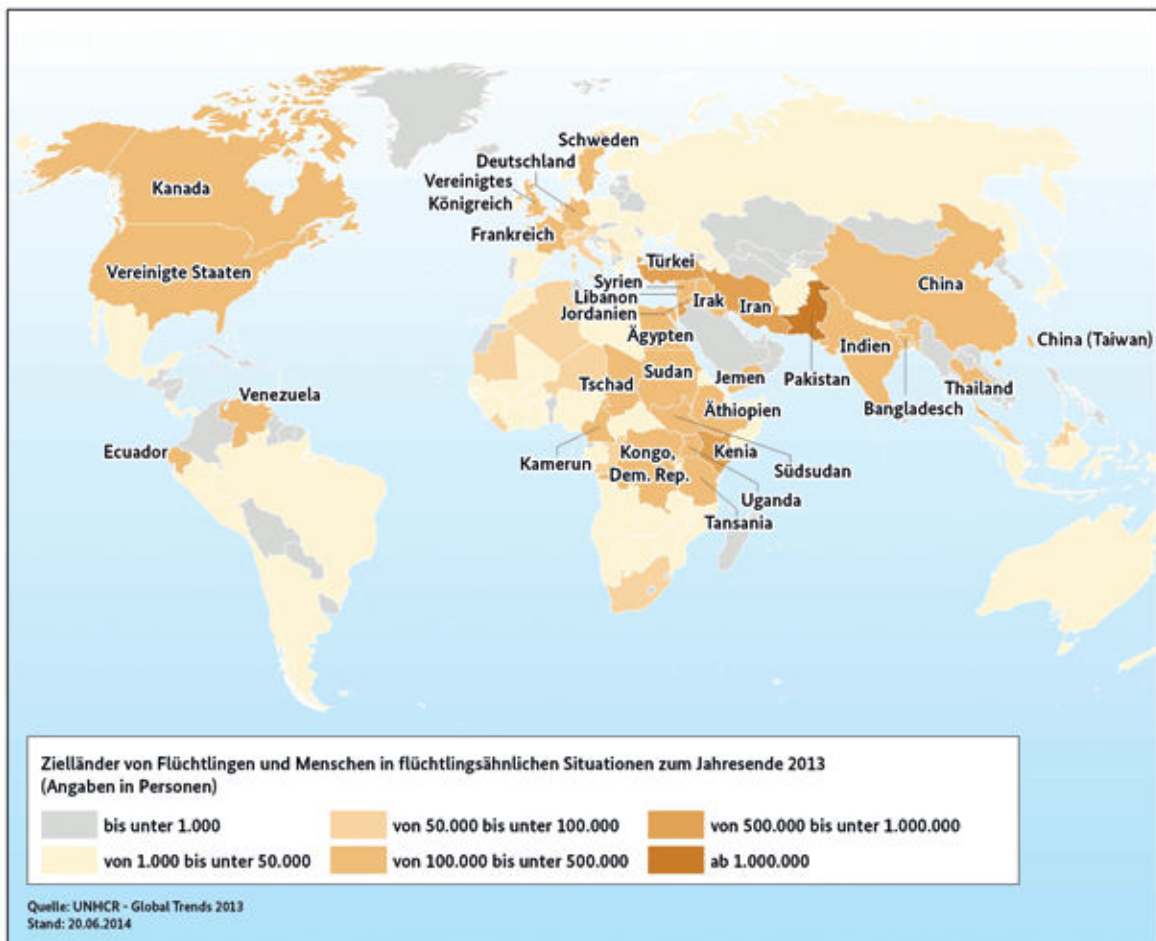 Schweden
Deutschland
Vereinigtes
Königreich
Kanada
Frankreich
Vereinigte Staaten
Türkei
Syrien
Libanon
Jordanien
Irak
Iran
China
Ägypten
Indien
China (Taiwan)
Sudan
Jemen
Pakistan
Thailand
Tschad
Venezuela
Bangladesch
Äthiopien
Ecuador
Kamerun
Kongo,
Dem. Rep.
Kenia
Südsudan
Uganda
Tansania
Zielländer von Flüchtlingen und Menschen in flüchtlingsähnlichen Situationen zum Jahresende 2013
(Angaben in Personen)
bis unter 1.000
von 50.000 bis unter 100.000
von 500.000 bis unter 1.000.000
von 1.000 bis unter 50.000
von 100.000 bis unter 500.000
ab 1.000.000
Quelle: UNHCR - Global Trends 2013
Stand: 20.06.2014